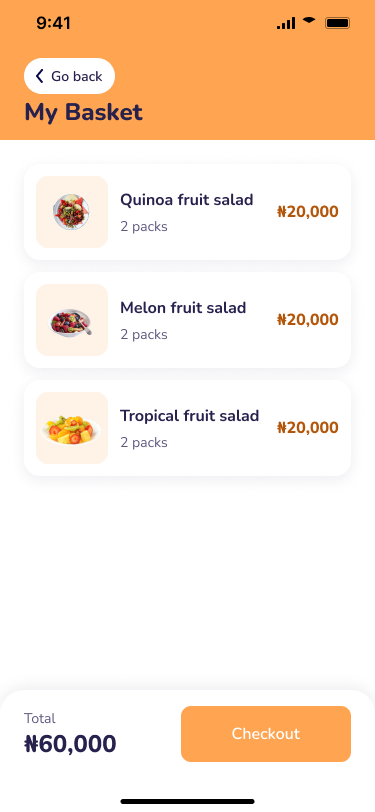 9:41
Go back
My Basket
Quinoa fruit salad
2 packs
₦20,000
Melon fruit salad
2 packs
₦20,000
Tropical fruit salad
2 packs
₦20,000
Total
₦60,000
Checkout